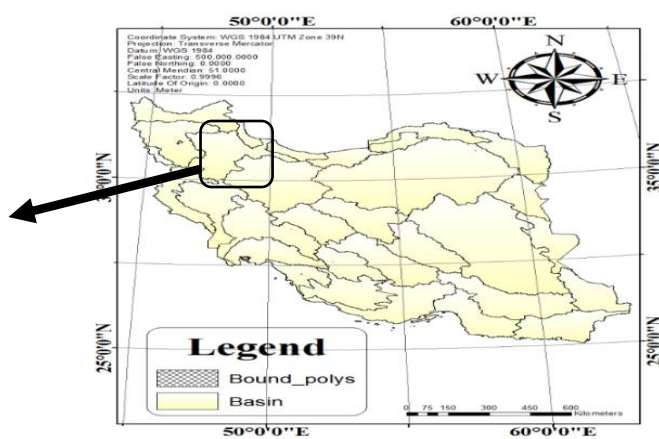 50°0'0"E 60°0'0"E
Coordinate System: WGS 1984 UTM Zone 39N
Projection: Transverse Mercator
Datum: WGS 1984
False Easting: 500,000.0000
False Northing: 0.0000
Central Meridian: 51.0000
Scale Factor: 0.9996
Latitude Of Origin: 0.0000
Units: Meter
N
W E
S
35°0'0"N
Legend
Bound_polys
Basin
25°0'0"N 25°0'0"N
0 75 150 300 450 600
Kilometers
50°0'0"E 60°0'0"E